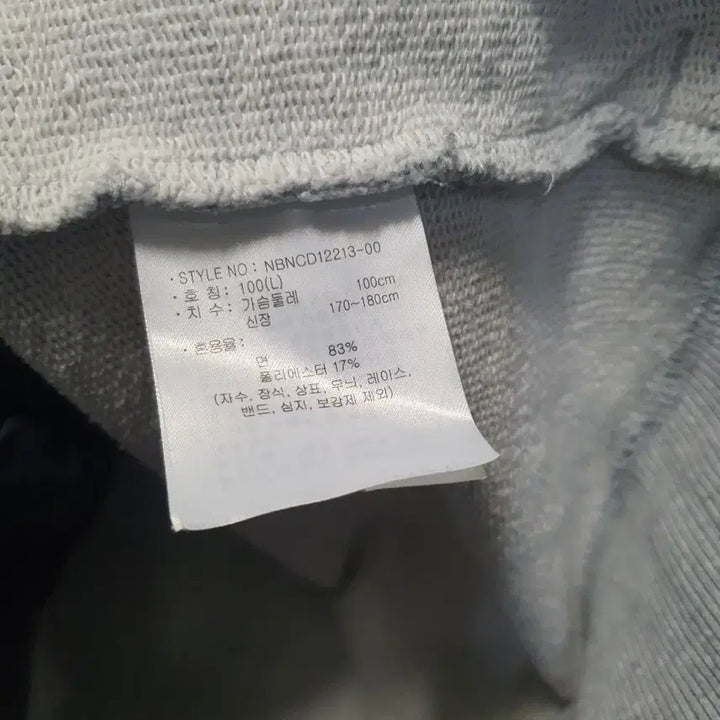 · STYLE NO : NBNCD12213-00
· 호 칭 : 100(L)
· 치 수 : 가슴둘레 100cm
신장 170~180cm
· 혼용율 :
면 83%
폴리에스터 17%
(자수, 장식, 상표, 무늬, 레이스,
밴드, 심지, 보강제 제외)